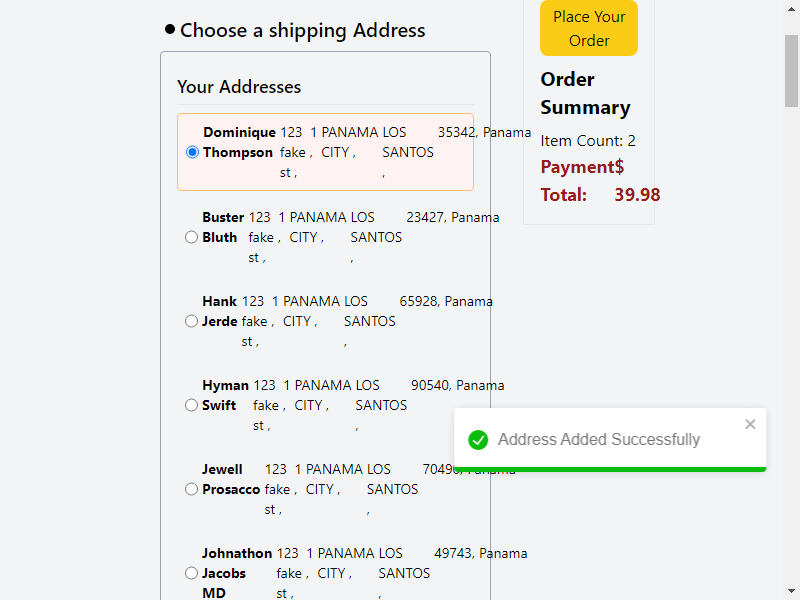 Choose a shipping Address
Your Addresses
Dominique 123 1 PANAMA LOS 35342, Panama
Thompson fake , CITY , SANTOS
st , ,
Buster 123 1 PANAMA LOS 23427, Panama
Bluth fake , CITY , SANTOS
st , ,
Hank 123 1 PANAMA LOS 65928, Panama
Jerde fake , CITY , SANTOS
st , ,
Hyman 123 1 PANAMA LOS 90540, Panama
Swift fake , CITY , SANTOS
st , ,
Jewell 123 1 PANAMA LOS 70490, Panama
Prosacco fake , CITY , SANTOS
st , ,
Johnathon 123 1 PANAMA LOS 49743, Panama
Jacobs fake , CITY , SANTOS
MD st , ,
Place Your
Order
Order
Summary
Item Count: 2
Payment$
Total: 39.98
Address Added Successfully